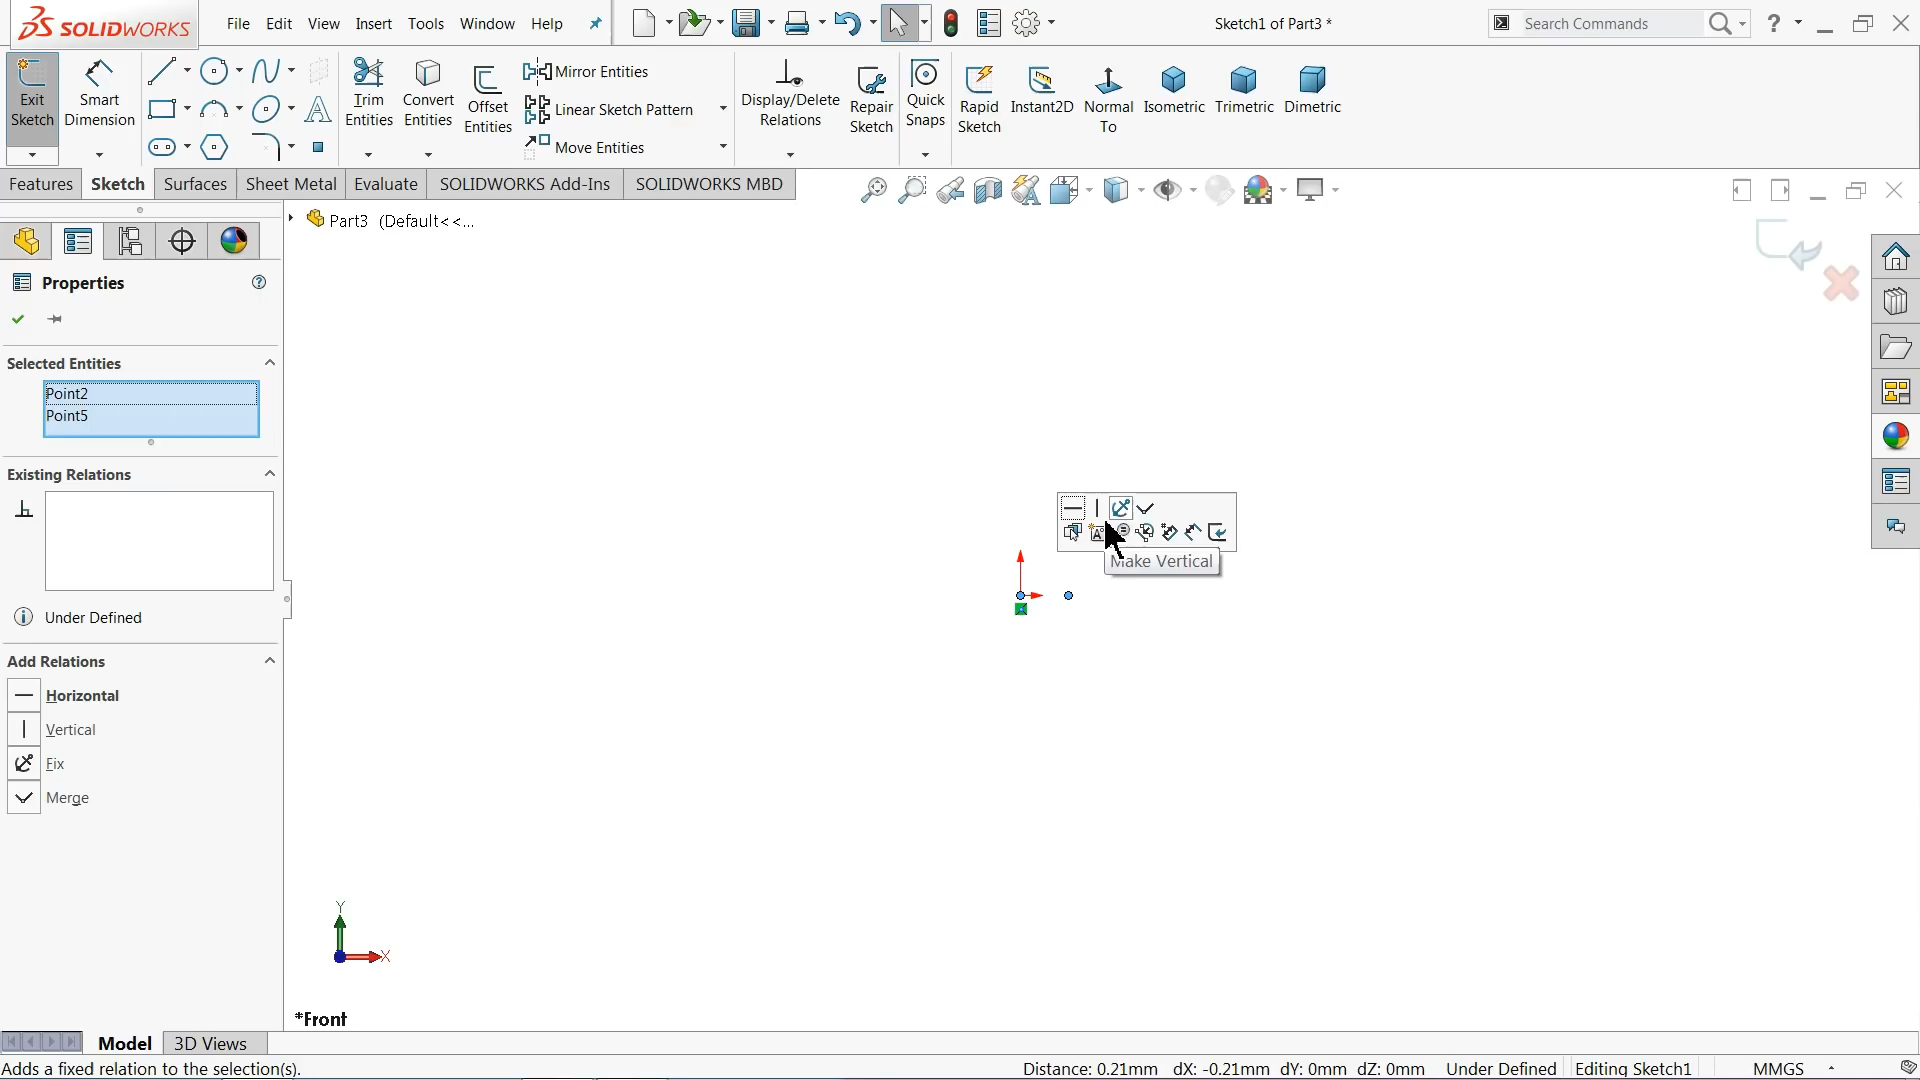 SOLIDWORKS File Edit View Insert Tools Window Help Sketch1 of Part3 * Search Commands ?
Exit Sketch
Smart Dimension
Trim Entities
Convert Entities
Offset Entities
Mirror Entities
Linear Sketch Pattern
Move Entities
Display/Delete Relations
Repair Sketch
Quick Snaps
Rapid Sketch
Instant2D
Normal To
Isometric
Trimetric
Dimetric
Features Sketch Surfaces Sheet Metal Evaluate SOLIDWORKS Add-Ins SOLIDWORKS MBD
Part3 (Default<<...
Properties
Selected Entities
Point2
Point5
Existing Relations
Under Defined
Add Relations
Horizontal
Vertical
Fix
Merge
Make Vertical
Y
X
*Front
Model 3D Views
Adds a fixed relation to the selection(s). Distance: 0.21mm dX: -0.21mm dY: 0mm dZ: 0mm Under Defined Editing Sketch1 MMGS